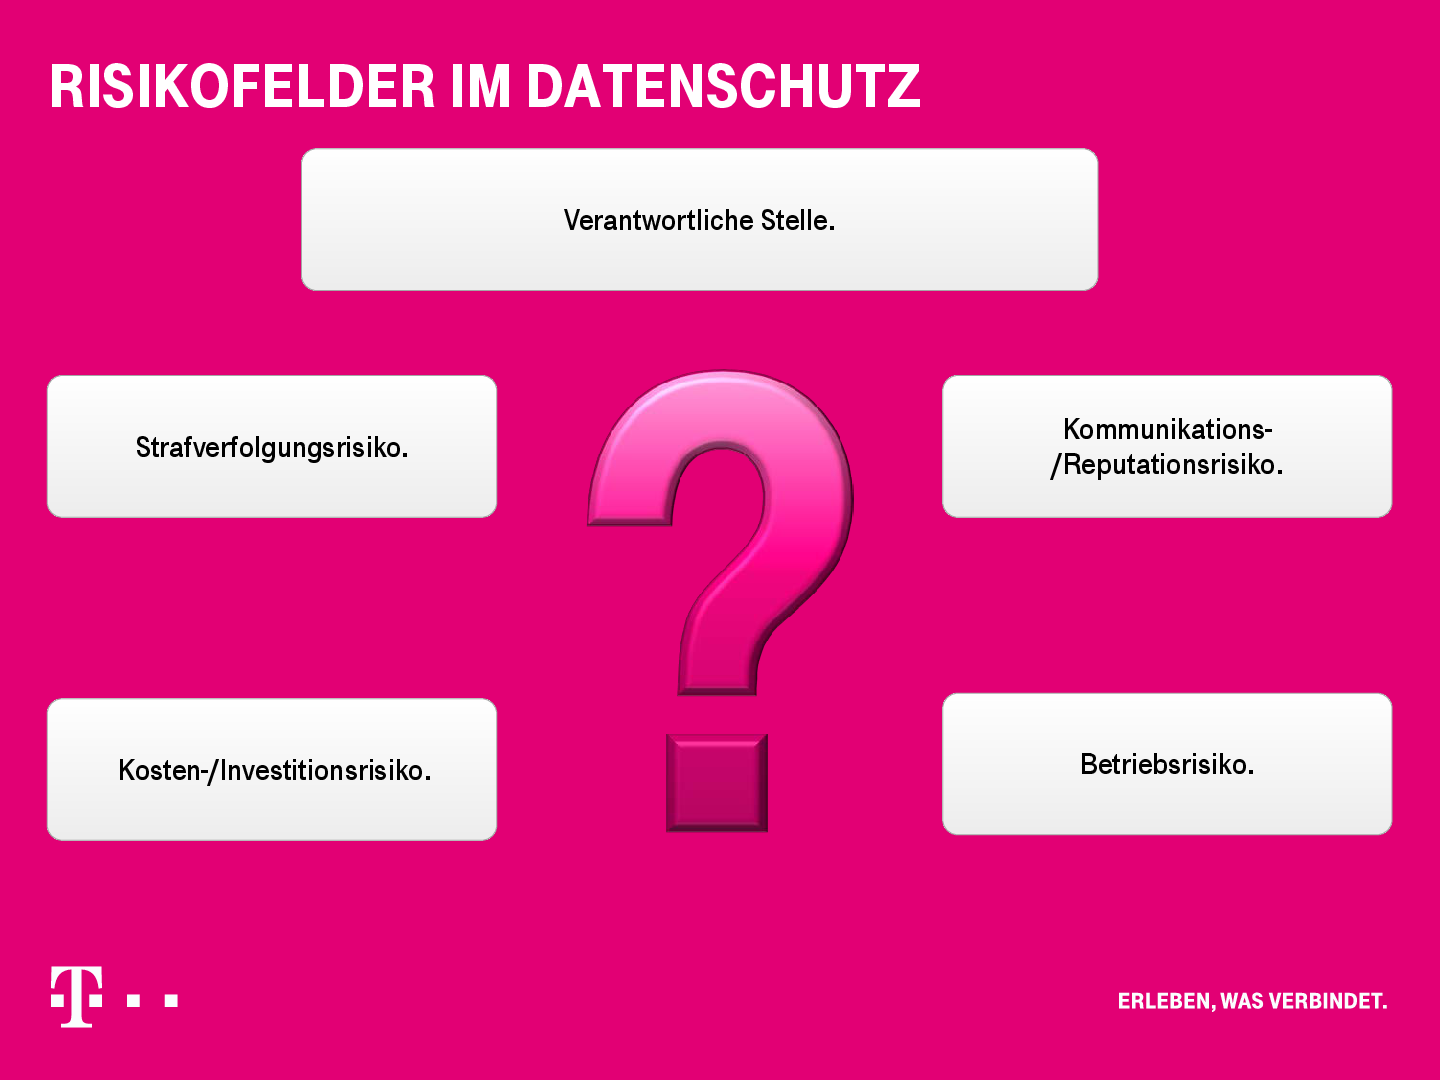 RISIKOFELDER IM DATENSCHUTZ
Verantwortliche Stelle.
Strafverfolgungsrisiko.
Kommunikations-
/Reputationsrisiko.
Kosten-/Investitionsrisiko.
Betriebsrisiko.
?
T
ERLEBEN, WAS VERBINDET.